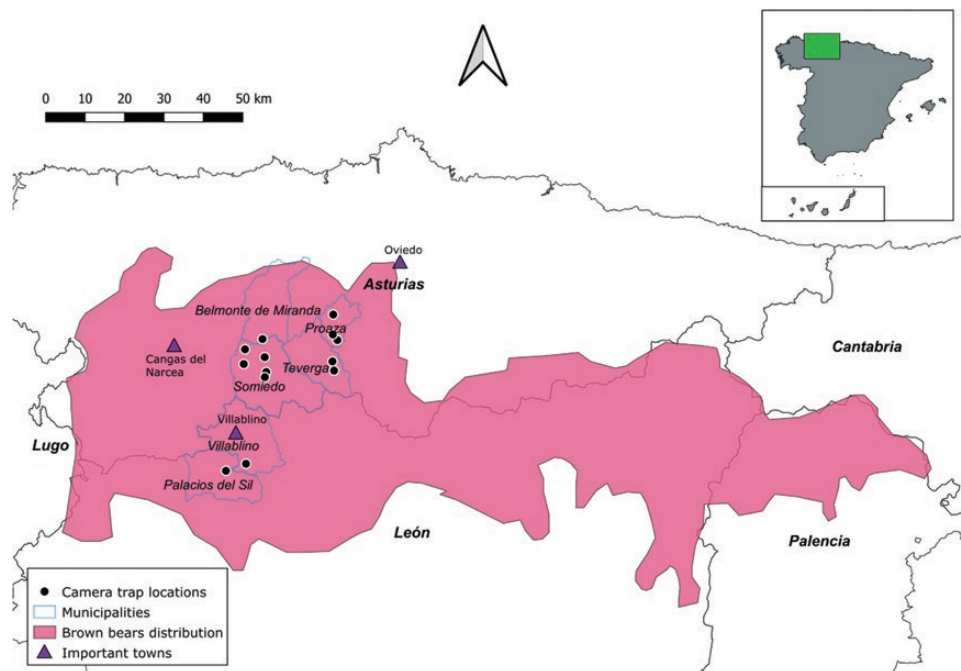 0 10 20 30 40 50 km
Oviedo
Asturias
Belmonte de Miranda
Proaza
Cangas del
Narcea
Cantabria
Teverga
Somiedo
Villablino
Lugo
Villablino
Palacios del Sil
León
Palencia
Camera trap locations
Municipalities
Brown bears distribution
Important towns